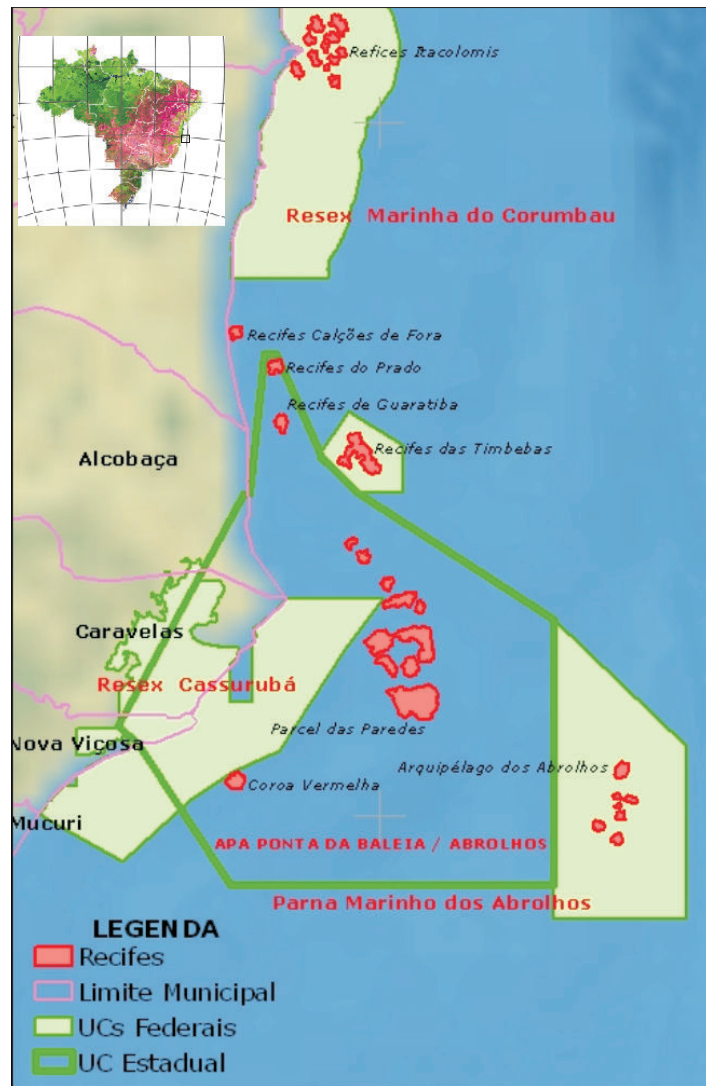 Refices Itacolomis
Resex Marinha do Corumbau
Recifes Calções de Fora
Recifes do Prado
Recifes de Guaratiba
Alcobaça
Recifes das Timbebas
Caravelas
Resex Cassurubá
Parcel das Paredes
Nova Viçosa
Arquipélago dos Abrolhos
Coroa Vermelha
Mucuri
APA PONTA DA BALEIA / ABROLHOS
Parna Marinho dos Abrolhos
LEGENDA
Recifes
Limite Municipal
UCs Federais
UC Estadual